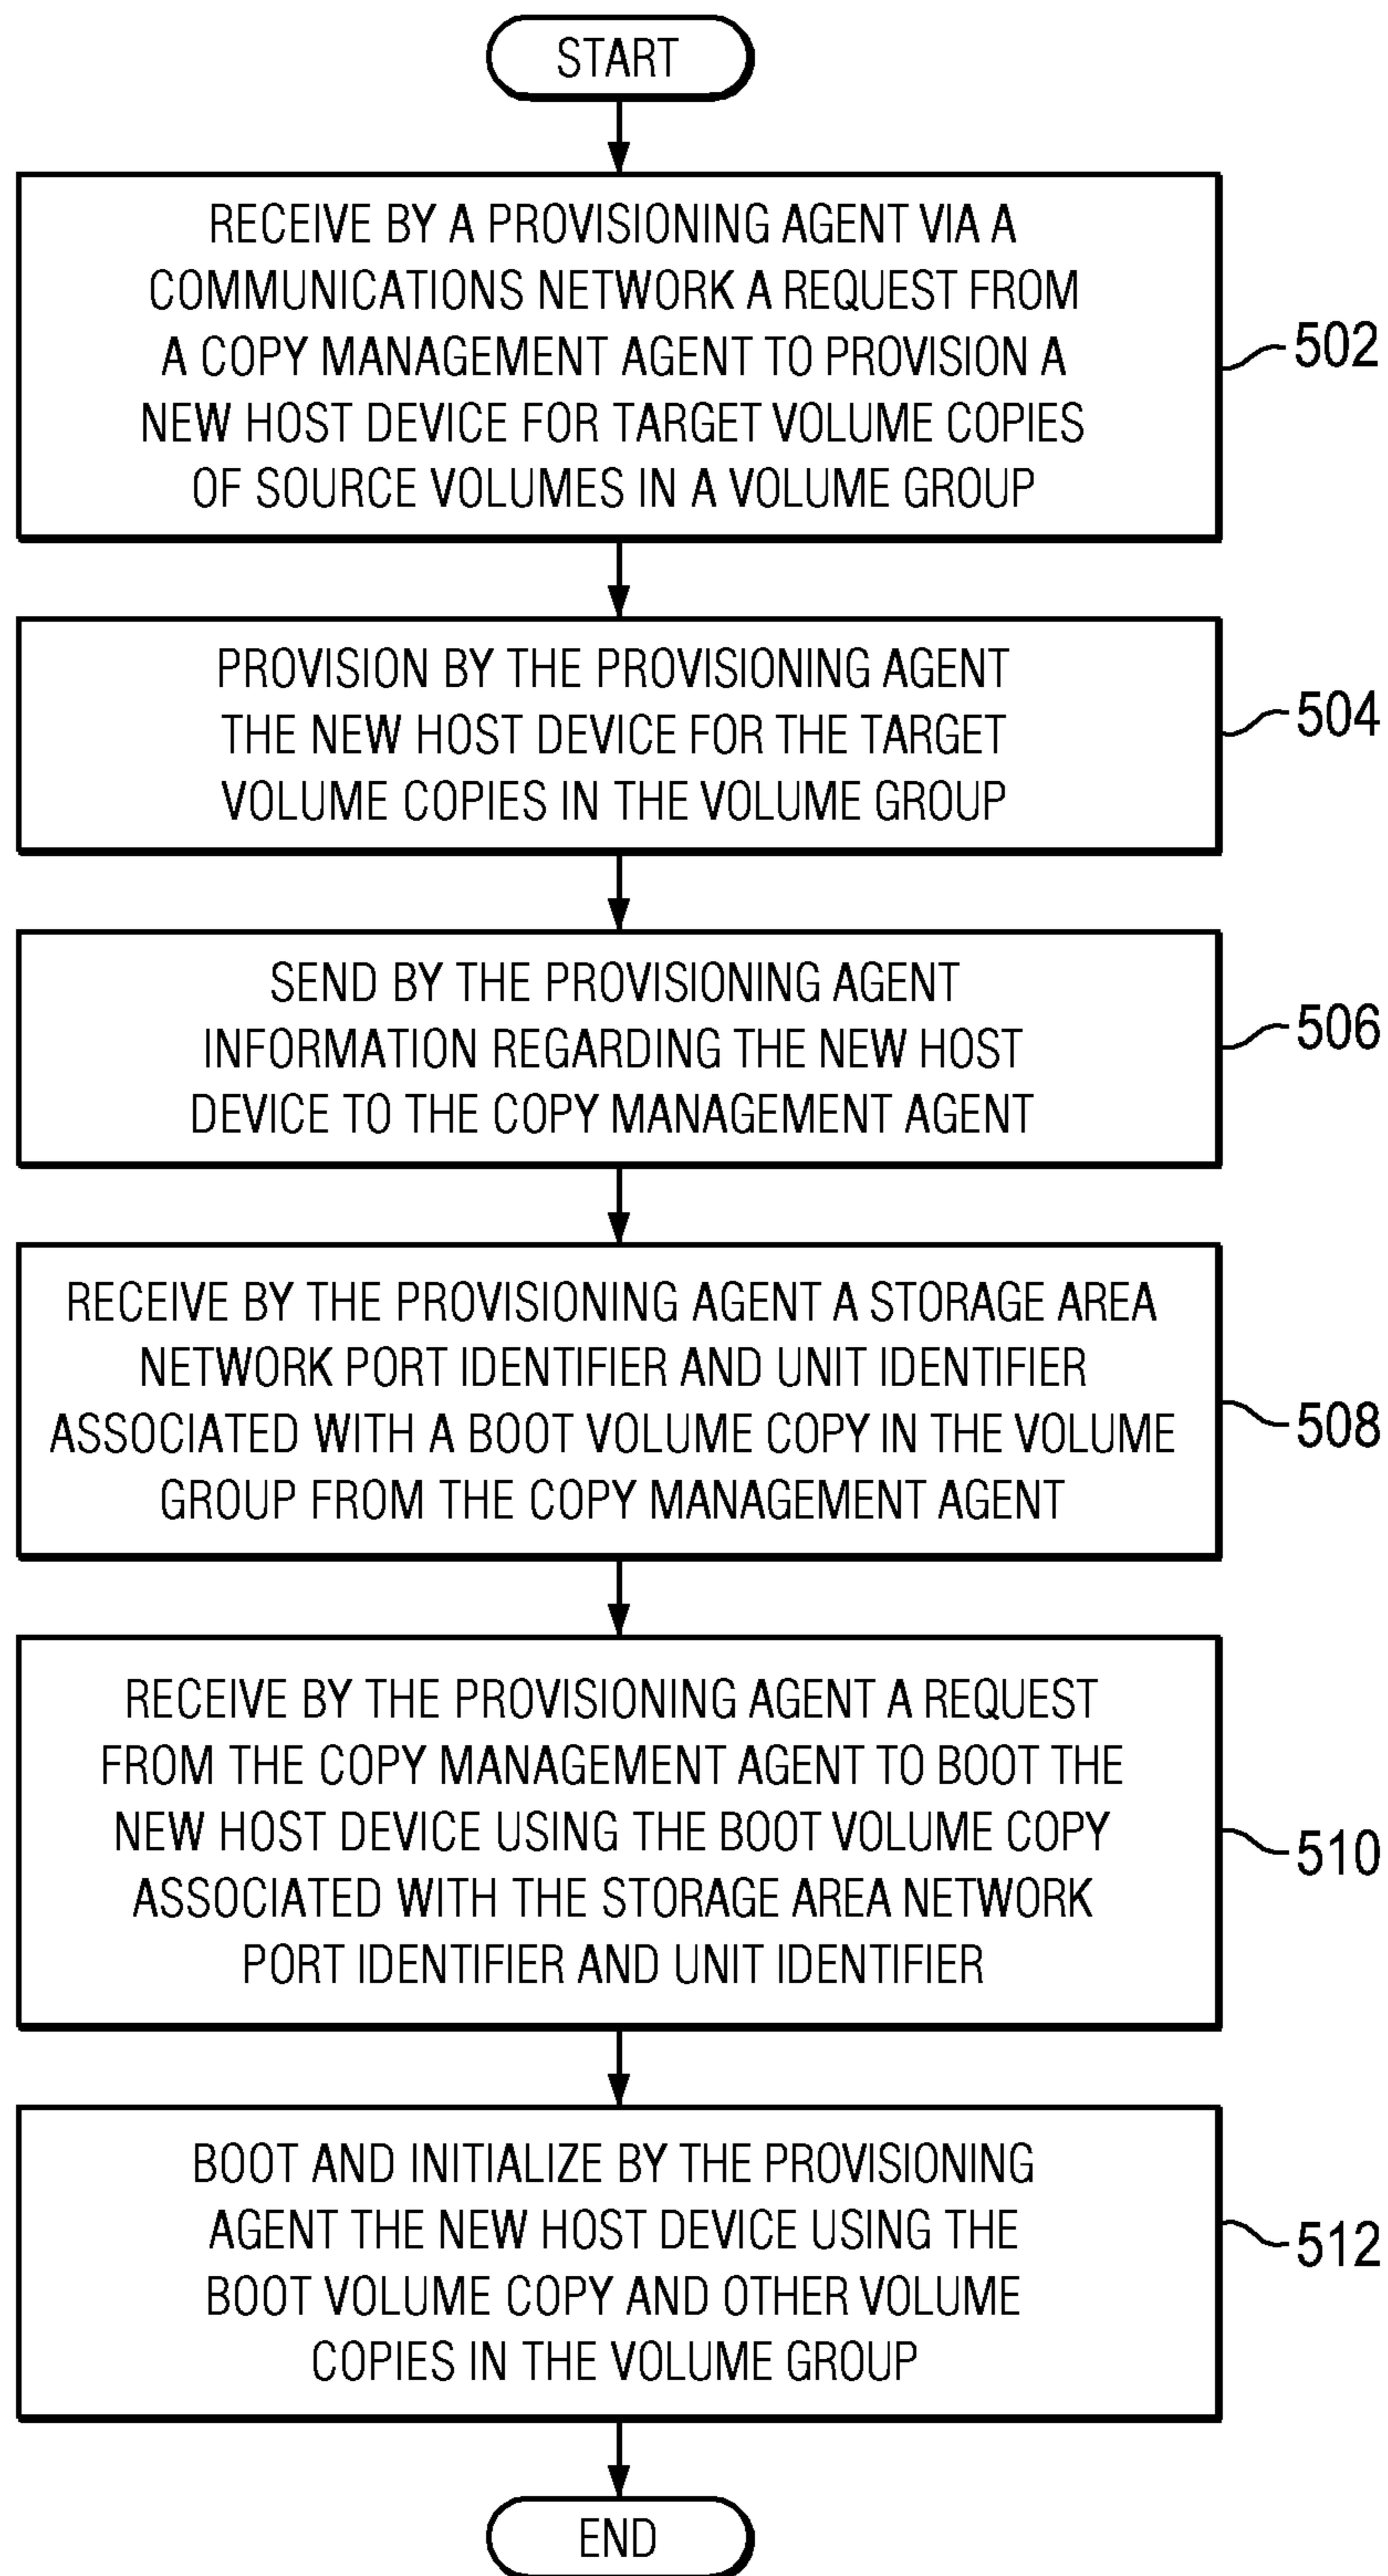 START
RECEIVE BY A PROVISIONING AGENT VIA A
COMMUNICATIONS NETWORK A REQUEST FROM
A COPY MANAGEMENT AGENT TO PROVISION A
NEW HOST DEVICE FOR TARGET VOLUME COPIES
OF SOURCE VOLUMES IN A VOLUME GROUP
502
PROVISION BY THE PROVISIONING AGENT
THE NEW HOST DEVICE FOR THE TARGET
VOLUME COPIES IN THE VOLUME GROUP
504
SEND BY THE PROVISIONING AGENT
INFORMATION REGARDING THE NEW HOST
DEVICE TO THE COPY MANAGEMENT AGENT
506
RECEIVE BY THE PROVISIONING AGENT A STORAGE AREA
NETWORK PORT IDENTIFIER AND UNIT IDENTIFIER
ASSOCIATED WITH A BOOT VOLUME COPY IN THE VOLUME
GROUP FROM THE COPY MANAGEMENT AGENT
508
RECEIVE BY THE PROVISIONING AGENT A REQUEST
FROM THE COPY MANAGEMENT AGENT TO BOOT THE
NEW HOST DEVICE USING THE BOOT VOLUME COPY
ASSOCIATED WITH THE STORAGE AREA NETWORK
PORT IDENTIFIER AND UNIT IDENTIFIER
510
BOOT AND INITIALIZE BY THE PROVISIONING
AGENT THE NEW HOST DEVICE USING THE
BOOT VOLUME COPY AND OTHER VOLUME
COPIES IN THE VOLUME GROUP
512
END